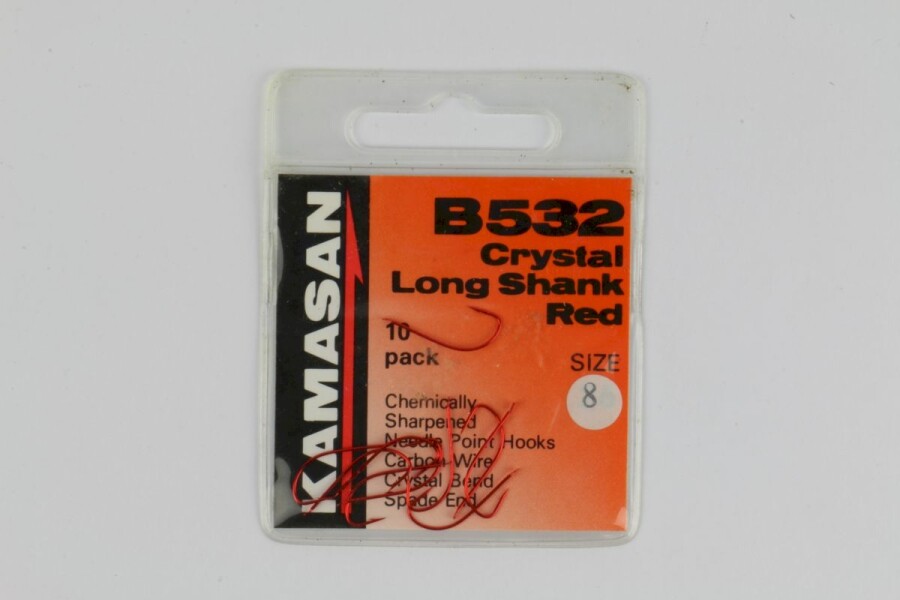 KAMASAN
B532
Crystal
Long Shank
Red
10
pack
SIZE
8
Chemically
Sharpened
Needle Point Hooks
Carbon Wire
Crystal Bend
Spade End